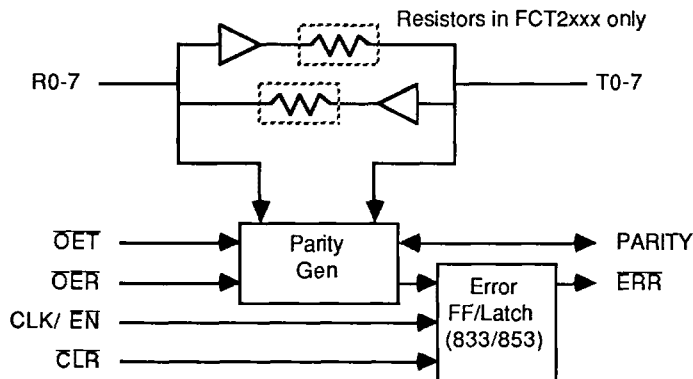 Resistors in FCT2xxx only
R0-7
T0-7
OET
Parity
Gen
PARITY
OER
Error
FF/Latch
(833/853)
ERR
CLK/ EN
CLR